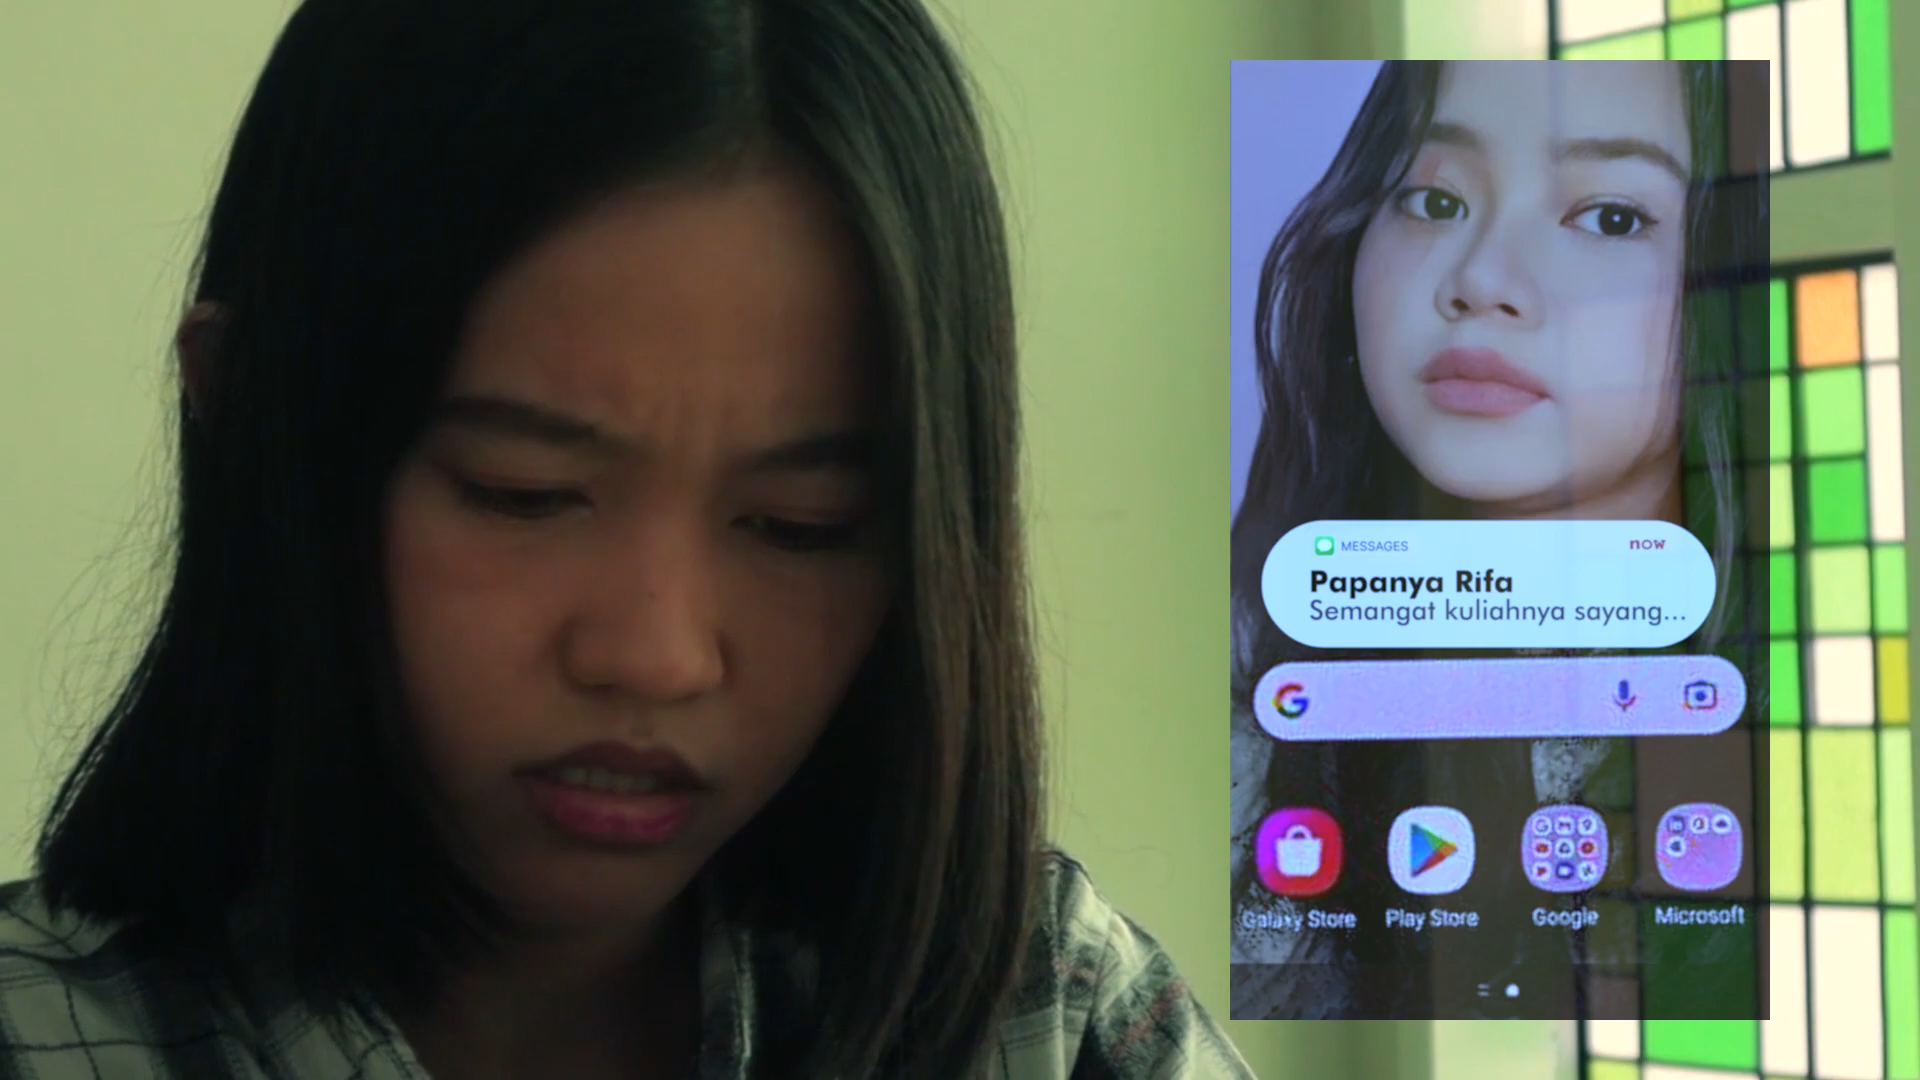 MESSAGES
now
Papanya Rifa
Semangat kuliahnya sayang...
Galaxy Store
Play Store
Google
Microsoft